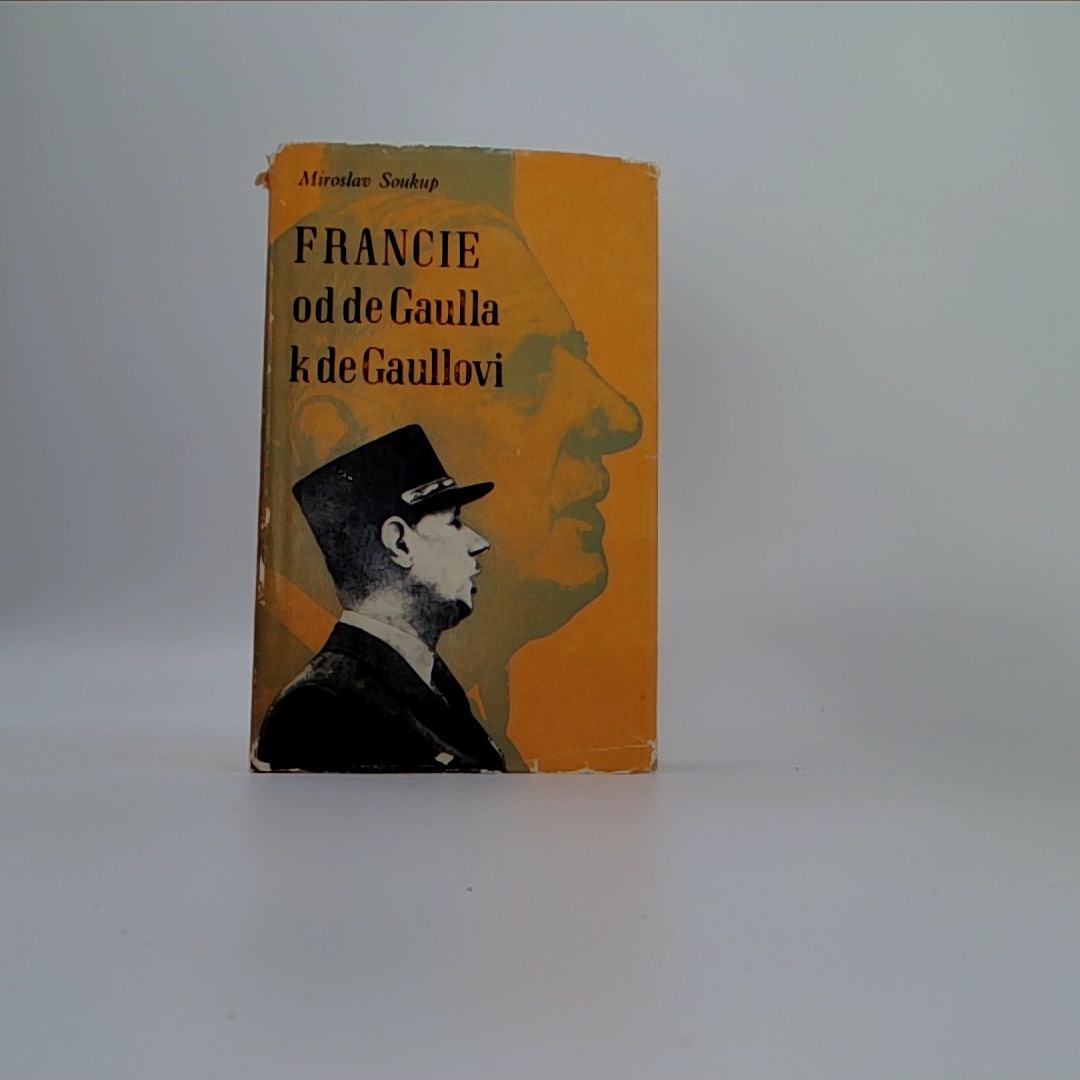 Miroslav Soukup
FRANCIE
od de Gaulla
k de Gaullovi